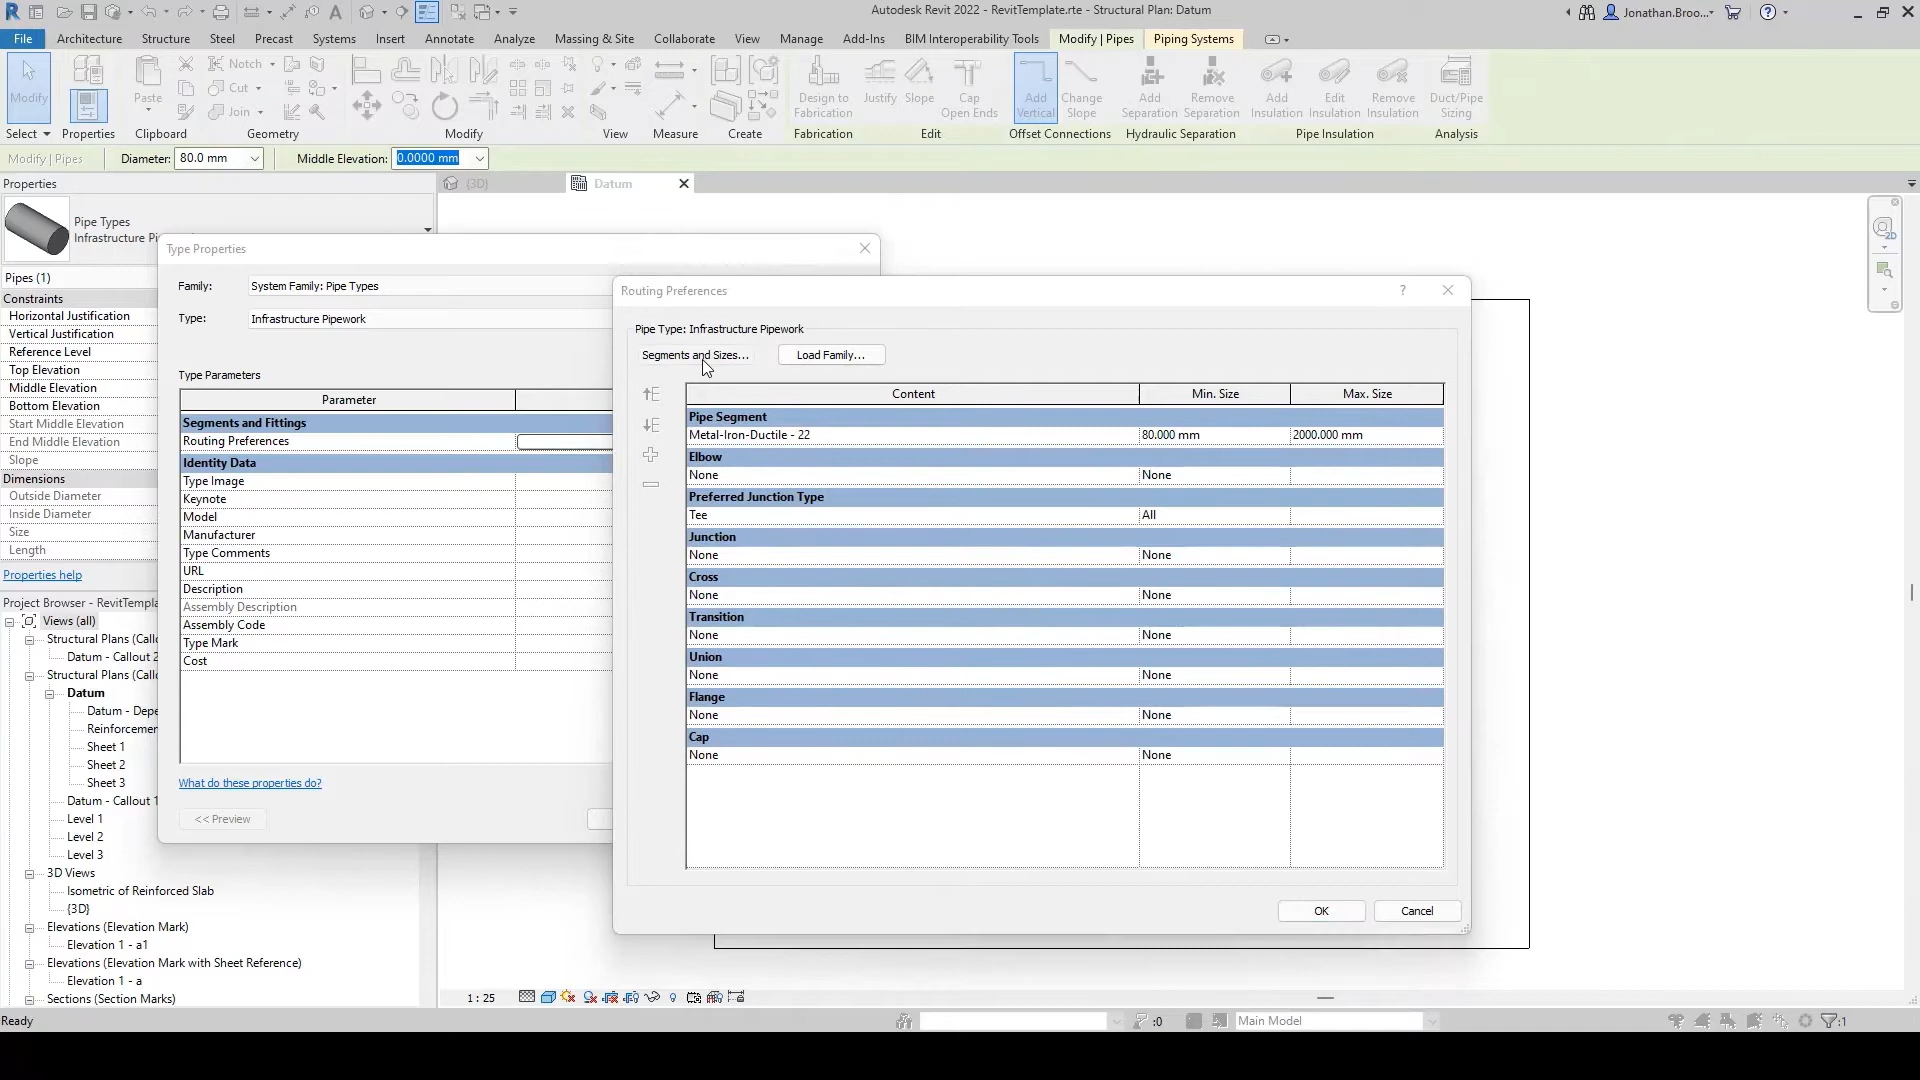 Autodesk Revit 2022 - RevitTemplate.rte - Structural Plan: Datum
Jonathan.Broo...
File Architecture Structure Steel Precast Systems Insert Annotate Analyze Massing & Site Collaborate View Manage Add-Ins BIM Interoperability Tools Modify | Pipes Piping Systems
Modify
Paste
Notch
Cut
Join
Design to Fabrication
Justify
Slope
Cap Open Ends
Add Vertical
Change Slope
Add Separation
Remove Separation
Add Insulation
Edit Insulation
Remove Insulation
Duct/Pipe Sizing
Select Properties Clipboard Geometry Modify View Measure Create Fabrication Edit Offset Connections Hydraulic Separation Pipe Insulation Analysis
Modify | Pipes Diameter: 80.0 mm Middle Elevation: 0.0000 mm
Properties
{3D} Datum
Pipe Types
Infrastructure Pi
Pipes (1)
Constraints
Horizontal Justification
Vertical Justification
Reference Level
Top Elevation
Middle Elevation
Bottom Elevation
Start Middle Elevation
End Middle Elevation
Slope
Dimensions
Outside Diameter
Inside Diameter
Size
Length
Properties help
Project Browser - RevitTempla
Views (all)
Structural Plans (Callo
Datum - Callout 2
Structural Plans (Callo
Datum
Datum - Depe
Reinforcemen
Sheet 1
Sheet 2
Sheet 3
Datum - Callout 1
Level 1
Level 2
Level 3
3D Views
Isometric of Reinforced Slab
{3D}
Elevations (Elevation Mark)
Elevation 1 - a1
Elevations (Elevation Mark with Sheet Reference)
Elevation 1 - a
Sections (Section Marks)
Type Properties
Family: System Family: Pipe Types
Type: Infrastructure Pipework
Type Parameters
Parameter
Segments and Fittings
Routing Preferences
Identity Data
Type Image
Keynote
Model
Manufacturer
Type Comments
URL
Description
Assembly Description
Assembly Code
Type Mark
Cost
What do these properties do?
<< Preview
Routing Preferences
?
Pipe Type: Infrastructure Pipework
Segments and Sizes... Load Family...
Content Min. Size Max. Size
Pipe Segment
Metal-Iron-Ductile - 22 80.000 mm 2000.000 mm
Elbow
None None
Preferred Junction Type
Tee All
Junction
None None
Cross
None None
Transition
None None
Union
None None
Flange
None None
Cap
None None
OK Cancel
1 : 25
Ready :0 Main Model :1